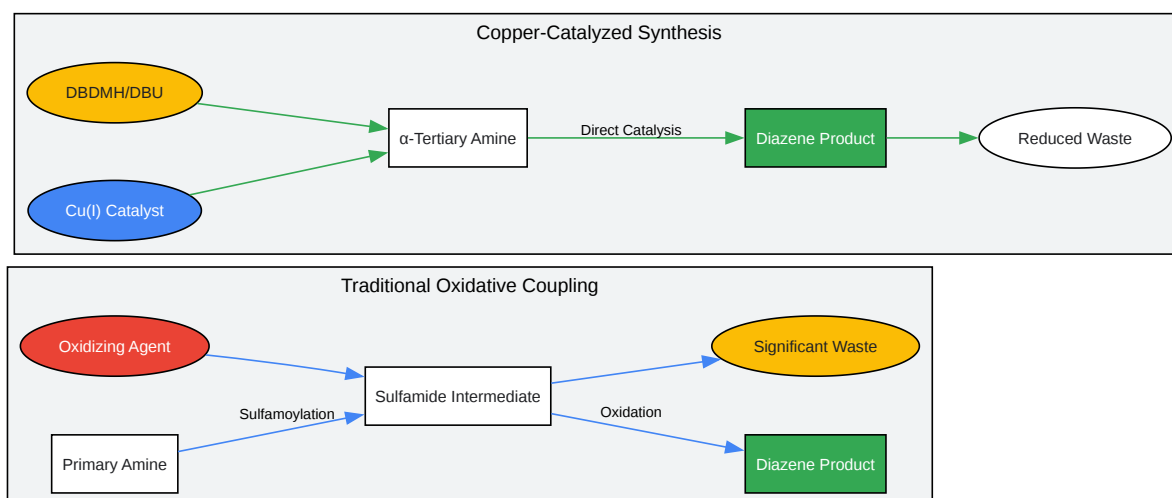 Copper-Catalyzed Synthesis
DBDMH/DBU
α-Tertiary Amine
Direct Catalysis
Diazene Product
Reduced Waste
Cu(I) Catalyst
Traditional Oxidative Coupling
Oxidizing Agent
Significant Waste
Sulfamide Intermediate
Sulfamoylation
Oxidation
Primary Amine
Diazene Product